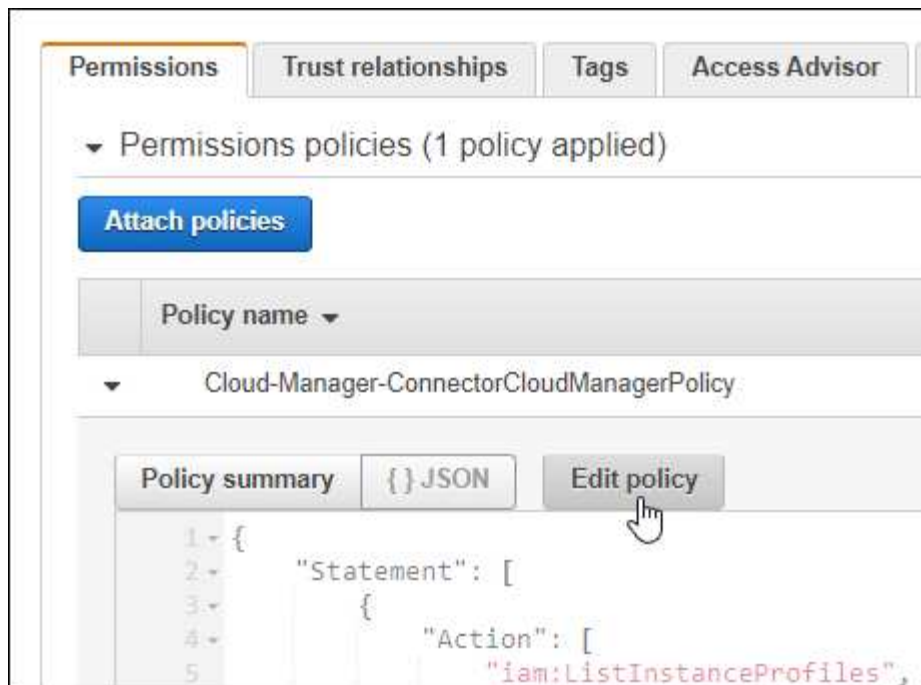 Permissions Trust relationships Tags Access Advisor
Permissions policies (1 policy applied)
Attach policies
Policy name
Cloud-Manager-ConnectorCloudManagerPolicy
Policy summary { } JSON Edit policy
1 {
2 "Statement": [
3 {
4 "Action": [
5 "iam:ListInstanceProfiles",